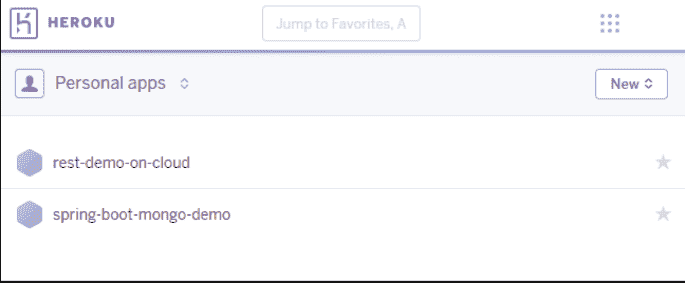 HEROKU
Jump to Favorites, A
Personal apps
New
rest-demo-on-cloud
spring-boot-mongo-demo